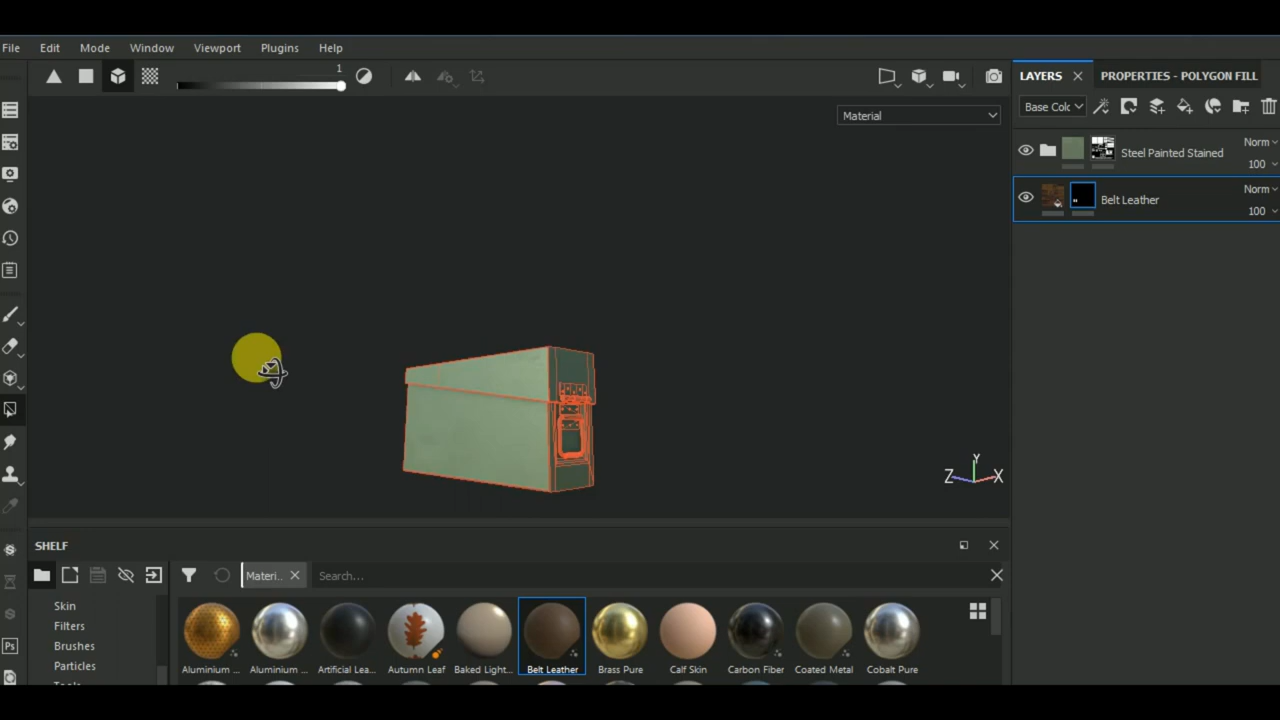 File Edit Mode Window Viewport Plugins Help
1
LAYERS PROPERTIES - POLYGON FILL
Base Colo
Material
Norm
Steel Painted Stained
100
Norm
Belt Leather
100
Y
Z X
SHELF
Materi.. Search...
Skin
Filters
Brushes
Particles
Ps
Aluminium ... Aluminium ... Artificial Lea... Autumn Leaf Baked Light... Belt Leather Brass Pure Calf Skin Carbon Fiber Coated Metal Cobalt Pure